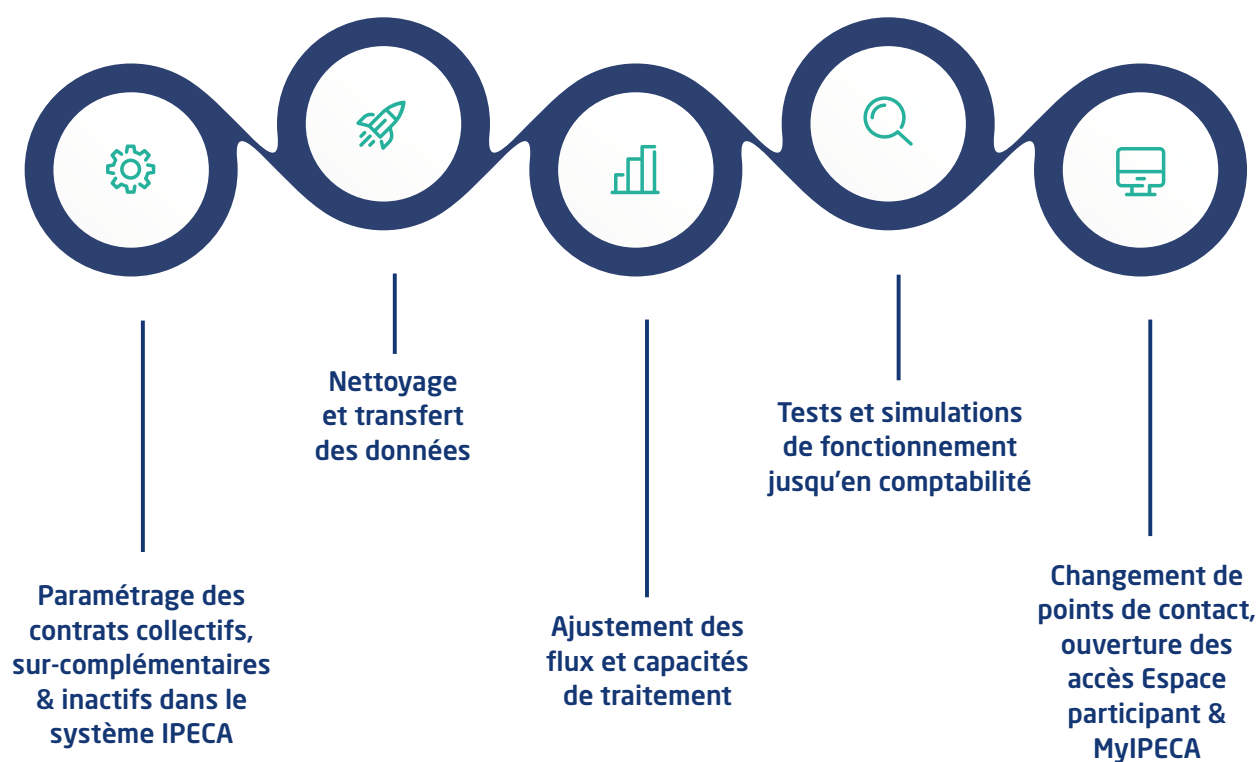 Paramétrage des
contrats collectifs,
sur-complémentaires
& inactifs dans le
système IPECA
Nettoyage
et transfert
des données
Ajustement des
flux et capacités
de traitement
Tests et simulations
de fonctionnement
jusqu'en comptabilité
Changement de
points de contact,
ouverture des
accès Espace
participant &
MyIPECA